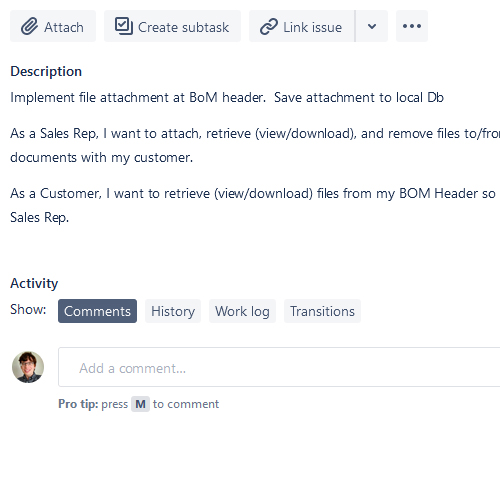 Attach Create subtask Link issue
Description
Implement file attachment at BoM header. Save attachment to local Db
As a Sales Rep, I want to attach, retrieve (view/download), and remove files to/fro
documents with my customer.
As a Customer, I want to retrieve (view/download) files from my BOM Header so
Sales Rep.
Activity
Show: Comments History Work log Transitions
Add a comment...
Pro tip: press M to comment